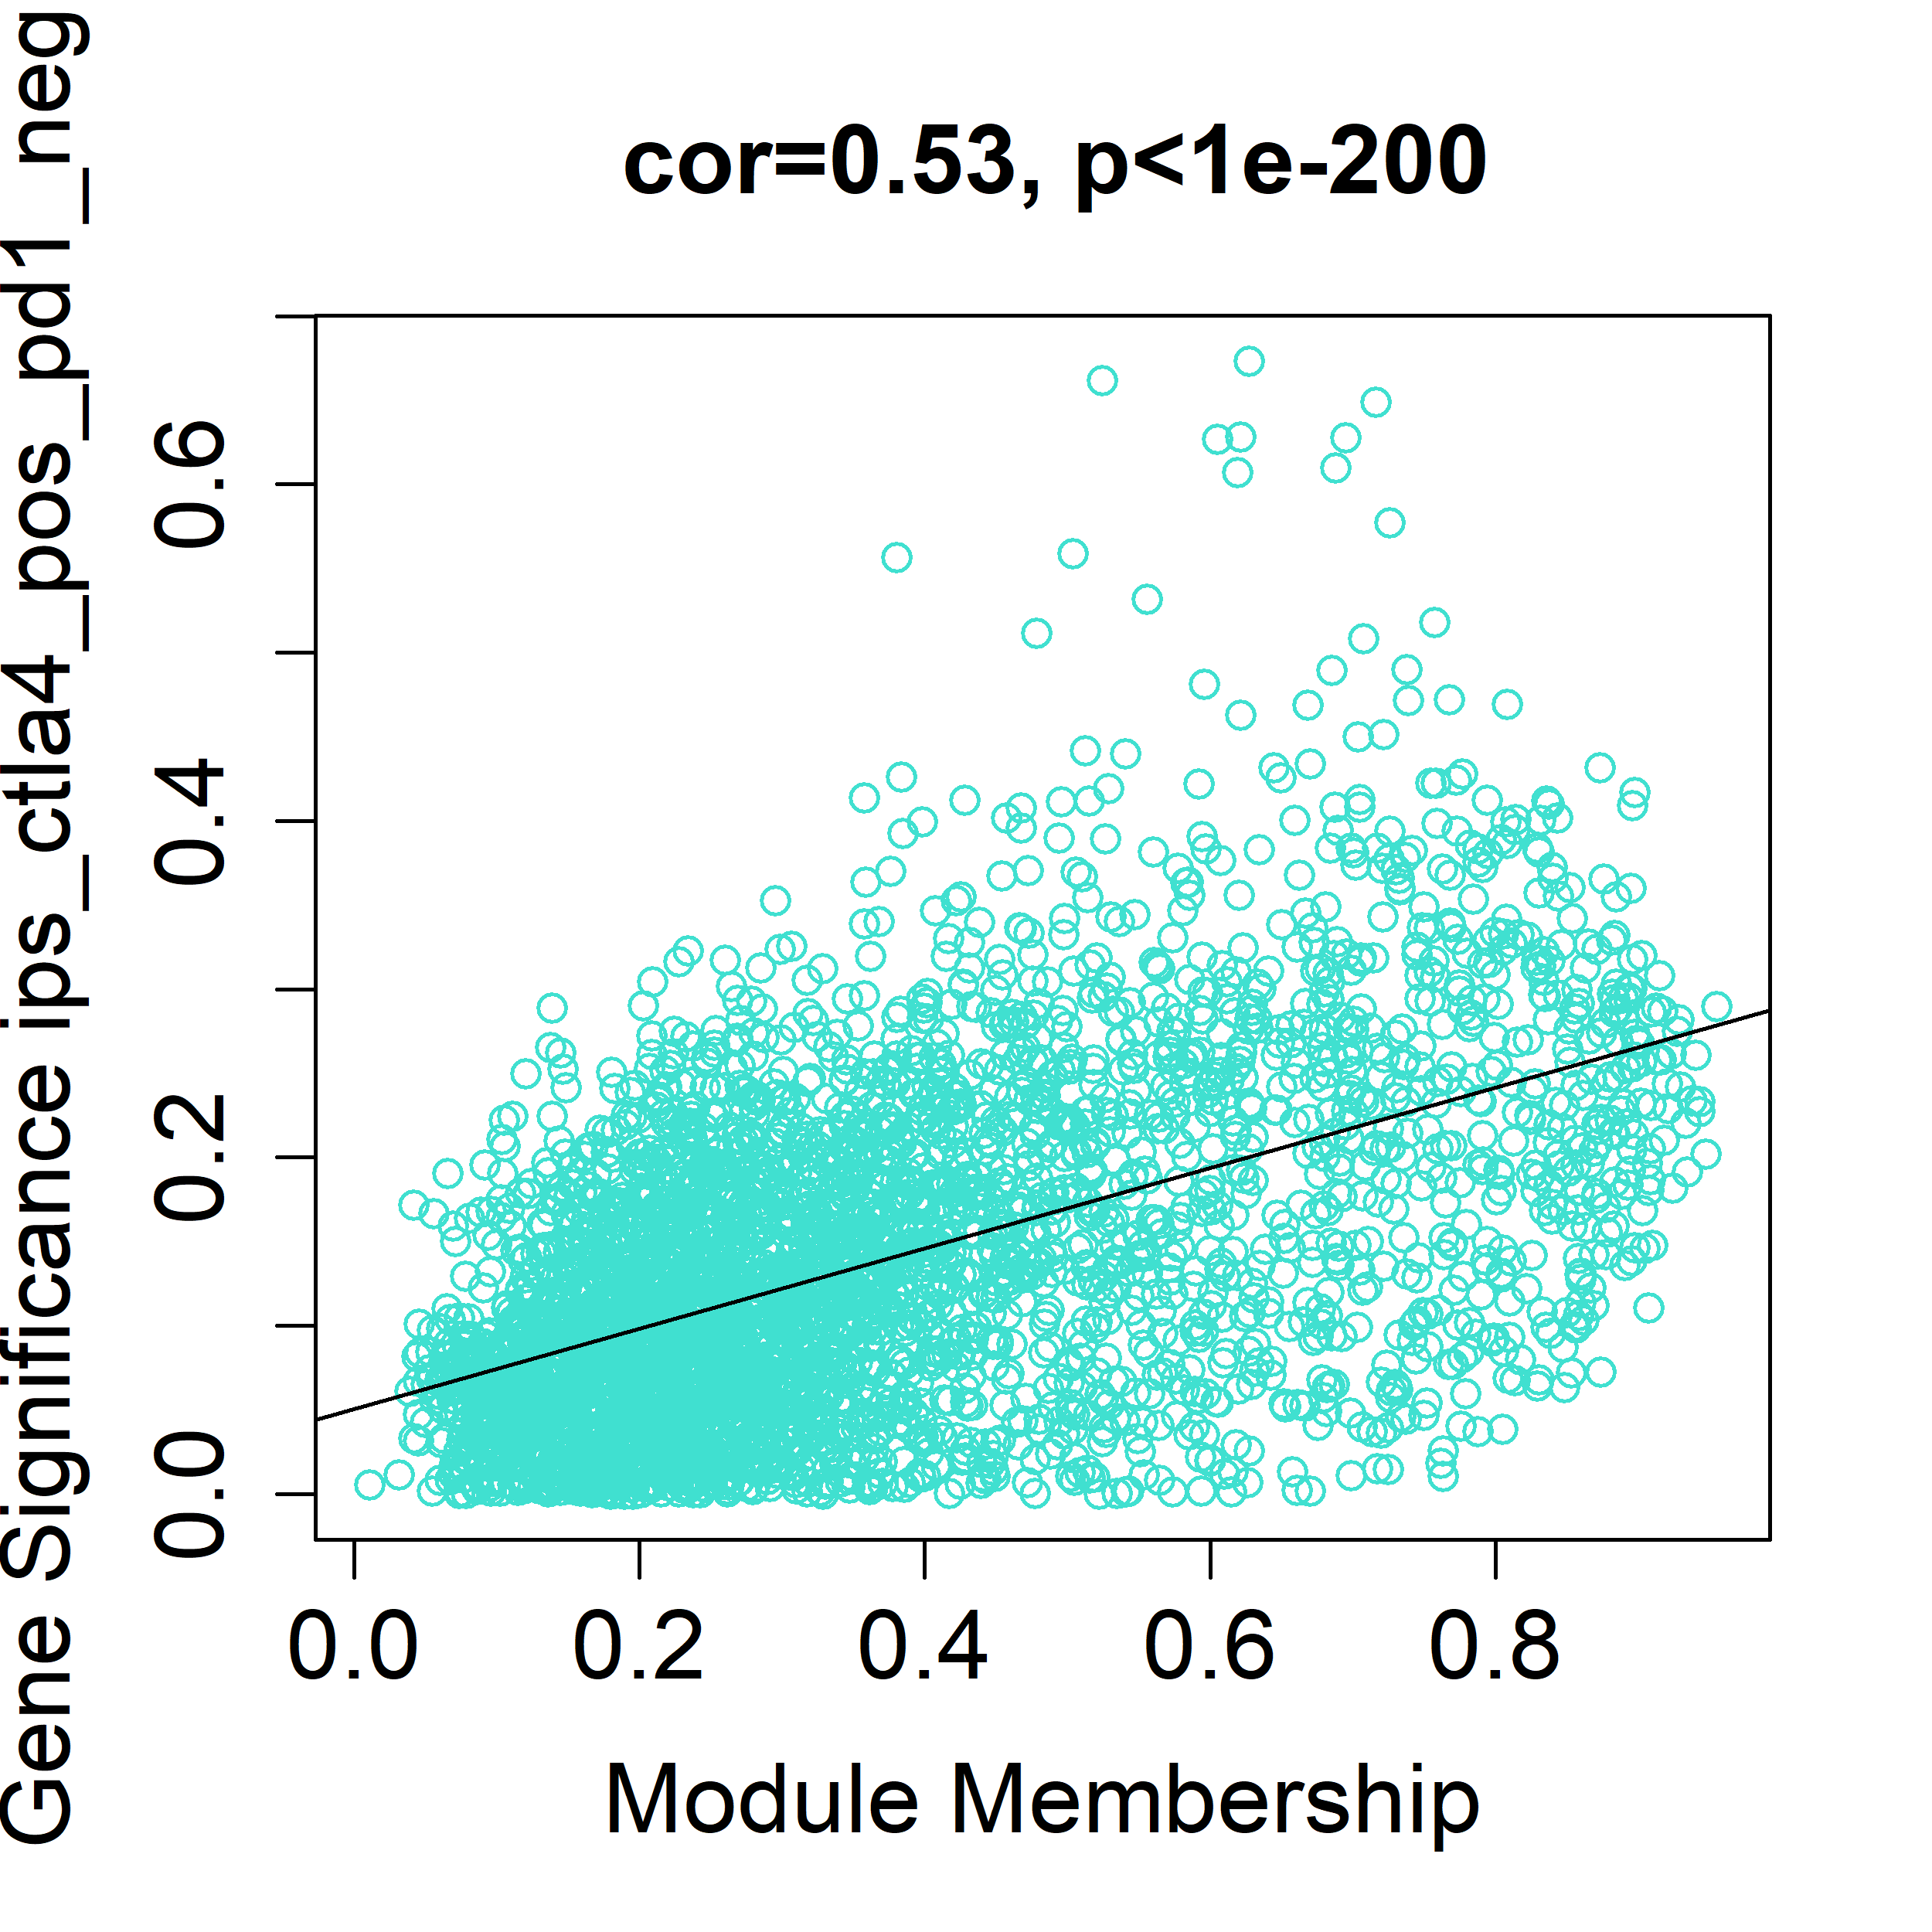 cor=0.53, p<1e-200
Gene Significance ips_ctla4_pos_pd1_neg
0.6
0.4
0.2
0.0
0.0 0.2 0.4 0.6 0.8
Module Membership